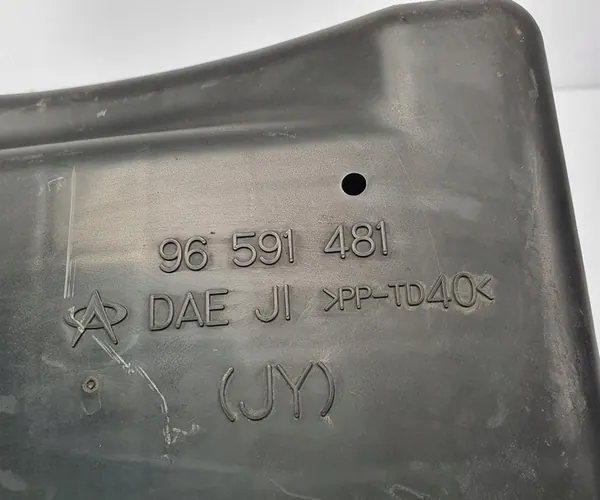 96 591 481
DAE JI >PP-TD40<
(JY)